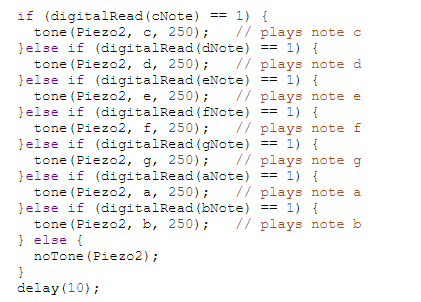 if (digitalRead(cNote) == 1) {
  tone(Piezo2, c, 250);   // plays note c
}else if (digitalRead(dNote) == 1) {
  tone(Piezo2, d, 250);   // plays note d
}else if (digitalRead(eNote) == 1) {
  tone(Piezo2, e, 250);   // plays note e
}else if (digitalRead(fNote) == 1) {
  tone(Piezo2, f, 250);   // plays note f
}else if (digitalRead(gNote) == 1) {
  tone(Piezo2, g, 250);   // plays note g
}else if (digitalRead(aNote) == 1) {
  tone(Piezo2, a, 250);   // plays note a
}else if (digitalRead(bNote) == 1) {
  tone(Piezo2, b, 250);   // plays note b
} else {
  noTone(Piezo2);
}
delay(10);